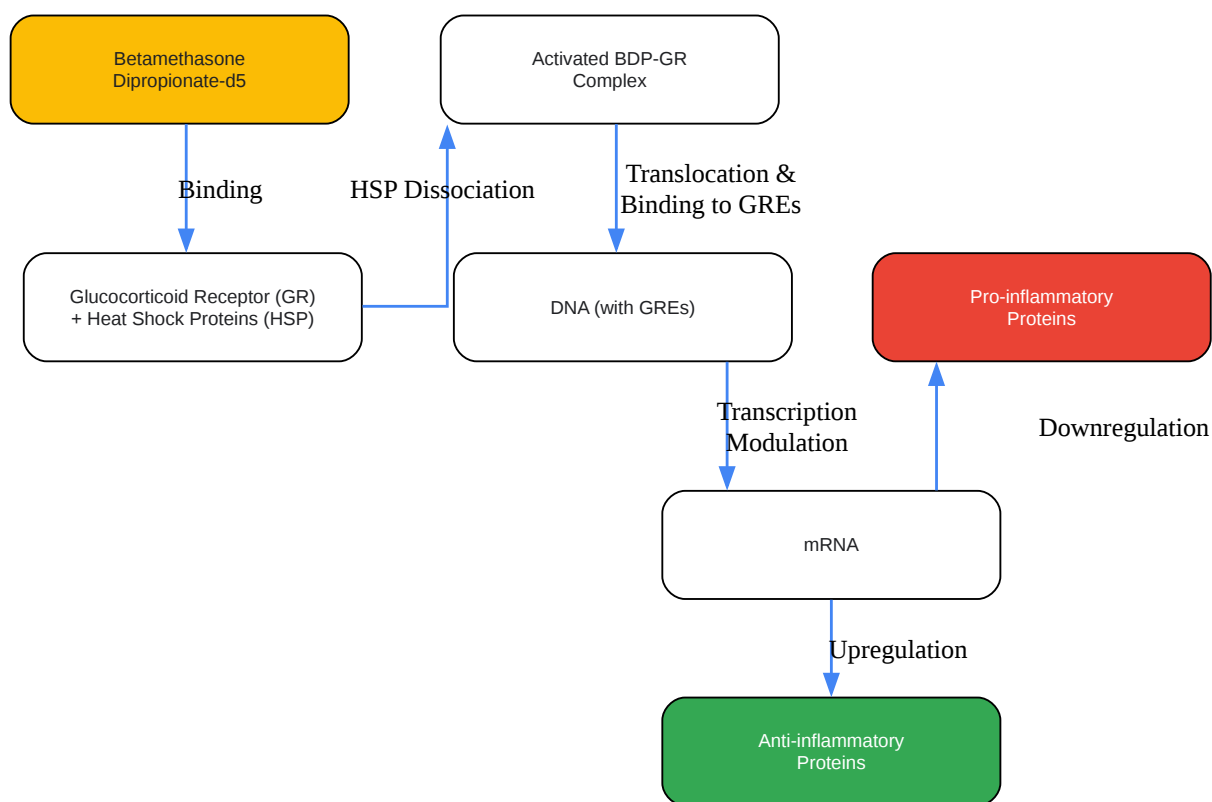 Betamethasone
Dipropionate-d5
Activated BDP-GR
Complex
Binding
HSP Dissociation
Translocation &
Binding to GREs
Glucocorticoid Receptor (GR)
+ Heat Shock Proteins (HSP)
DNA (with GREs)
Pro-inflammatory
Proteins
Transcription
Modulation
Downregulation
mRNA
Upregulation
Anti-inflammatory
Proteins